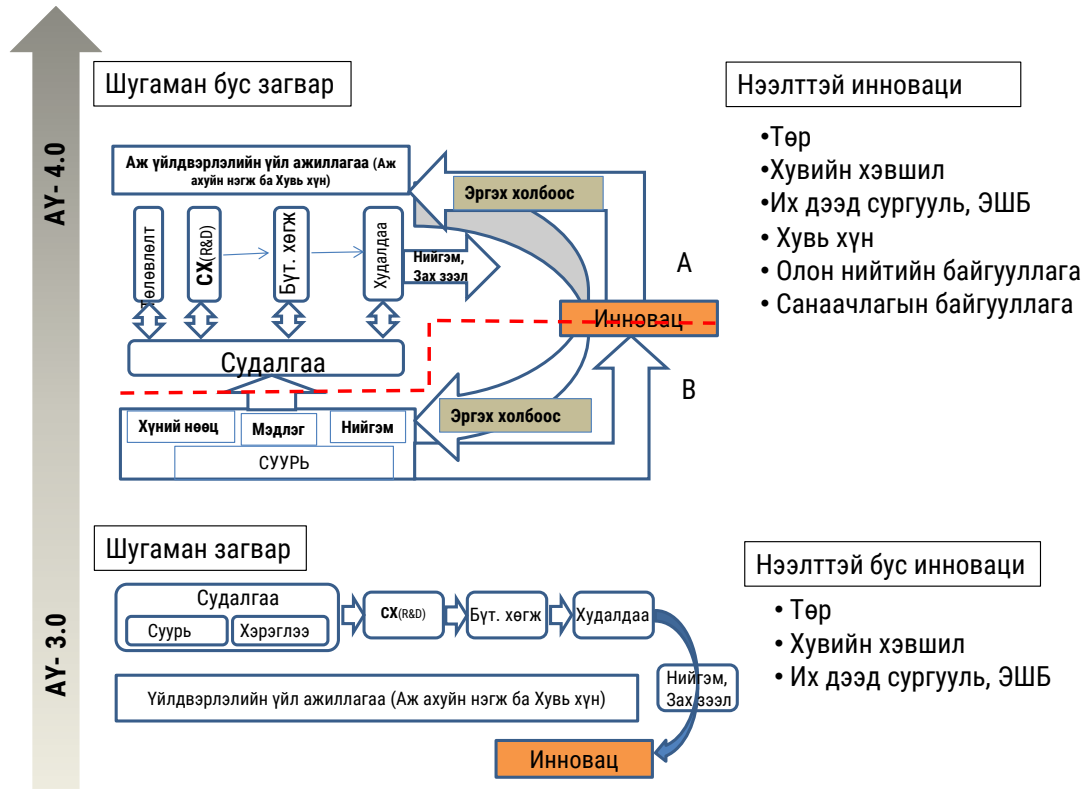 АҮ- 4.0
АҮ- 3.0
Шугаман бус загвар
Аж үйлдвэрлэлийн үйл ажиллагаа (Аж
ахуйн нэгж ба Хувь хүн)
Эргэх холбоос
Төлөвлөлт
СХ(R&D)
Бүт. хөгж
Худалдаа
Нийгэм,
Зах зээл
А
Инновац
Судалгаа
В
Эргэх холбоос
Хүний нөөц
Мэдлэг
Нийгэм
СУУРЬ
Нээлттэй инноваци
•Төр
•Хувийн хэвшил
•Их дээд сургууль, ЭШБ
• Хувь хүн
• Олон нийтийн байгууллага
• Санаачлагын байгууллага
Шугаман загвар
Судалгаа
Суурь
Хэрэглээ
СХ(R&D)
Бүт. хөгж
Худалдаа
Нийгэм,
Зах зээл
Үйлдвэрлэлийн үйл ажиллагаа (Аж ахуйн нэгж ба Хувь хүн)
Инновац
Нээлттэй бус инноваци
• Төр
• Хувийн хэвшил
• Их дээд сургууль, ЭШБ